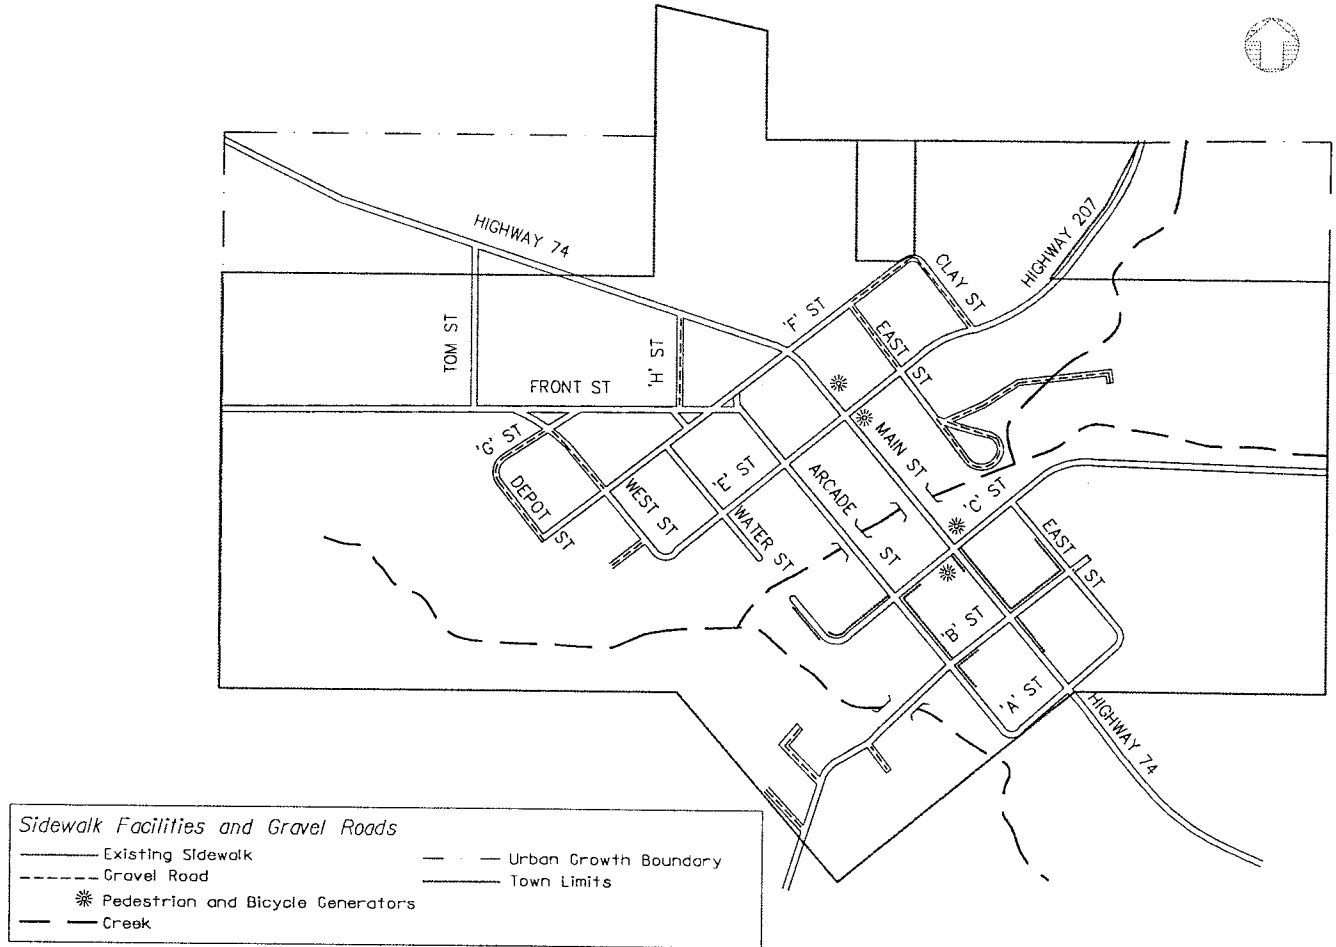 HIGHWAY 74
HIGHWAY 207
CLAY ST
'F' ST
EAST ST
TOM ST
'H' ST
FRONT ST
'G' ST
MAIN ST
DEPOT ST
WEST ST
'E' ST
WATER ST
ARCADE ST
'C' ST
EAST ST
'B' ST
'A' ST
HIGHWAY 74
Sidewalk Facilities and Gravel Roads
Existing Sidewalk
Gravel Road
Pedestrian and Bicycle Generators
Creek
Urban Growth Boundary
Town Limits